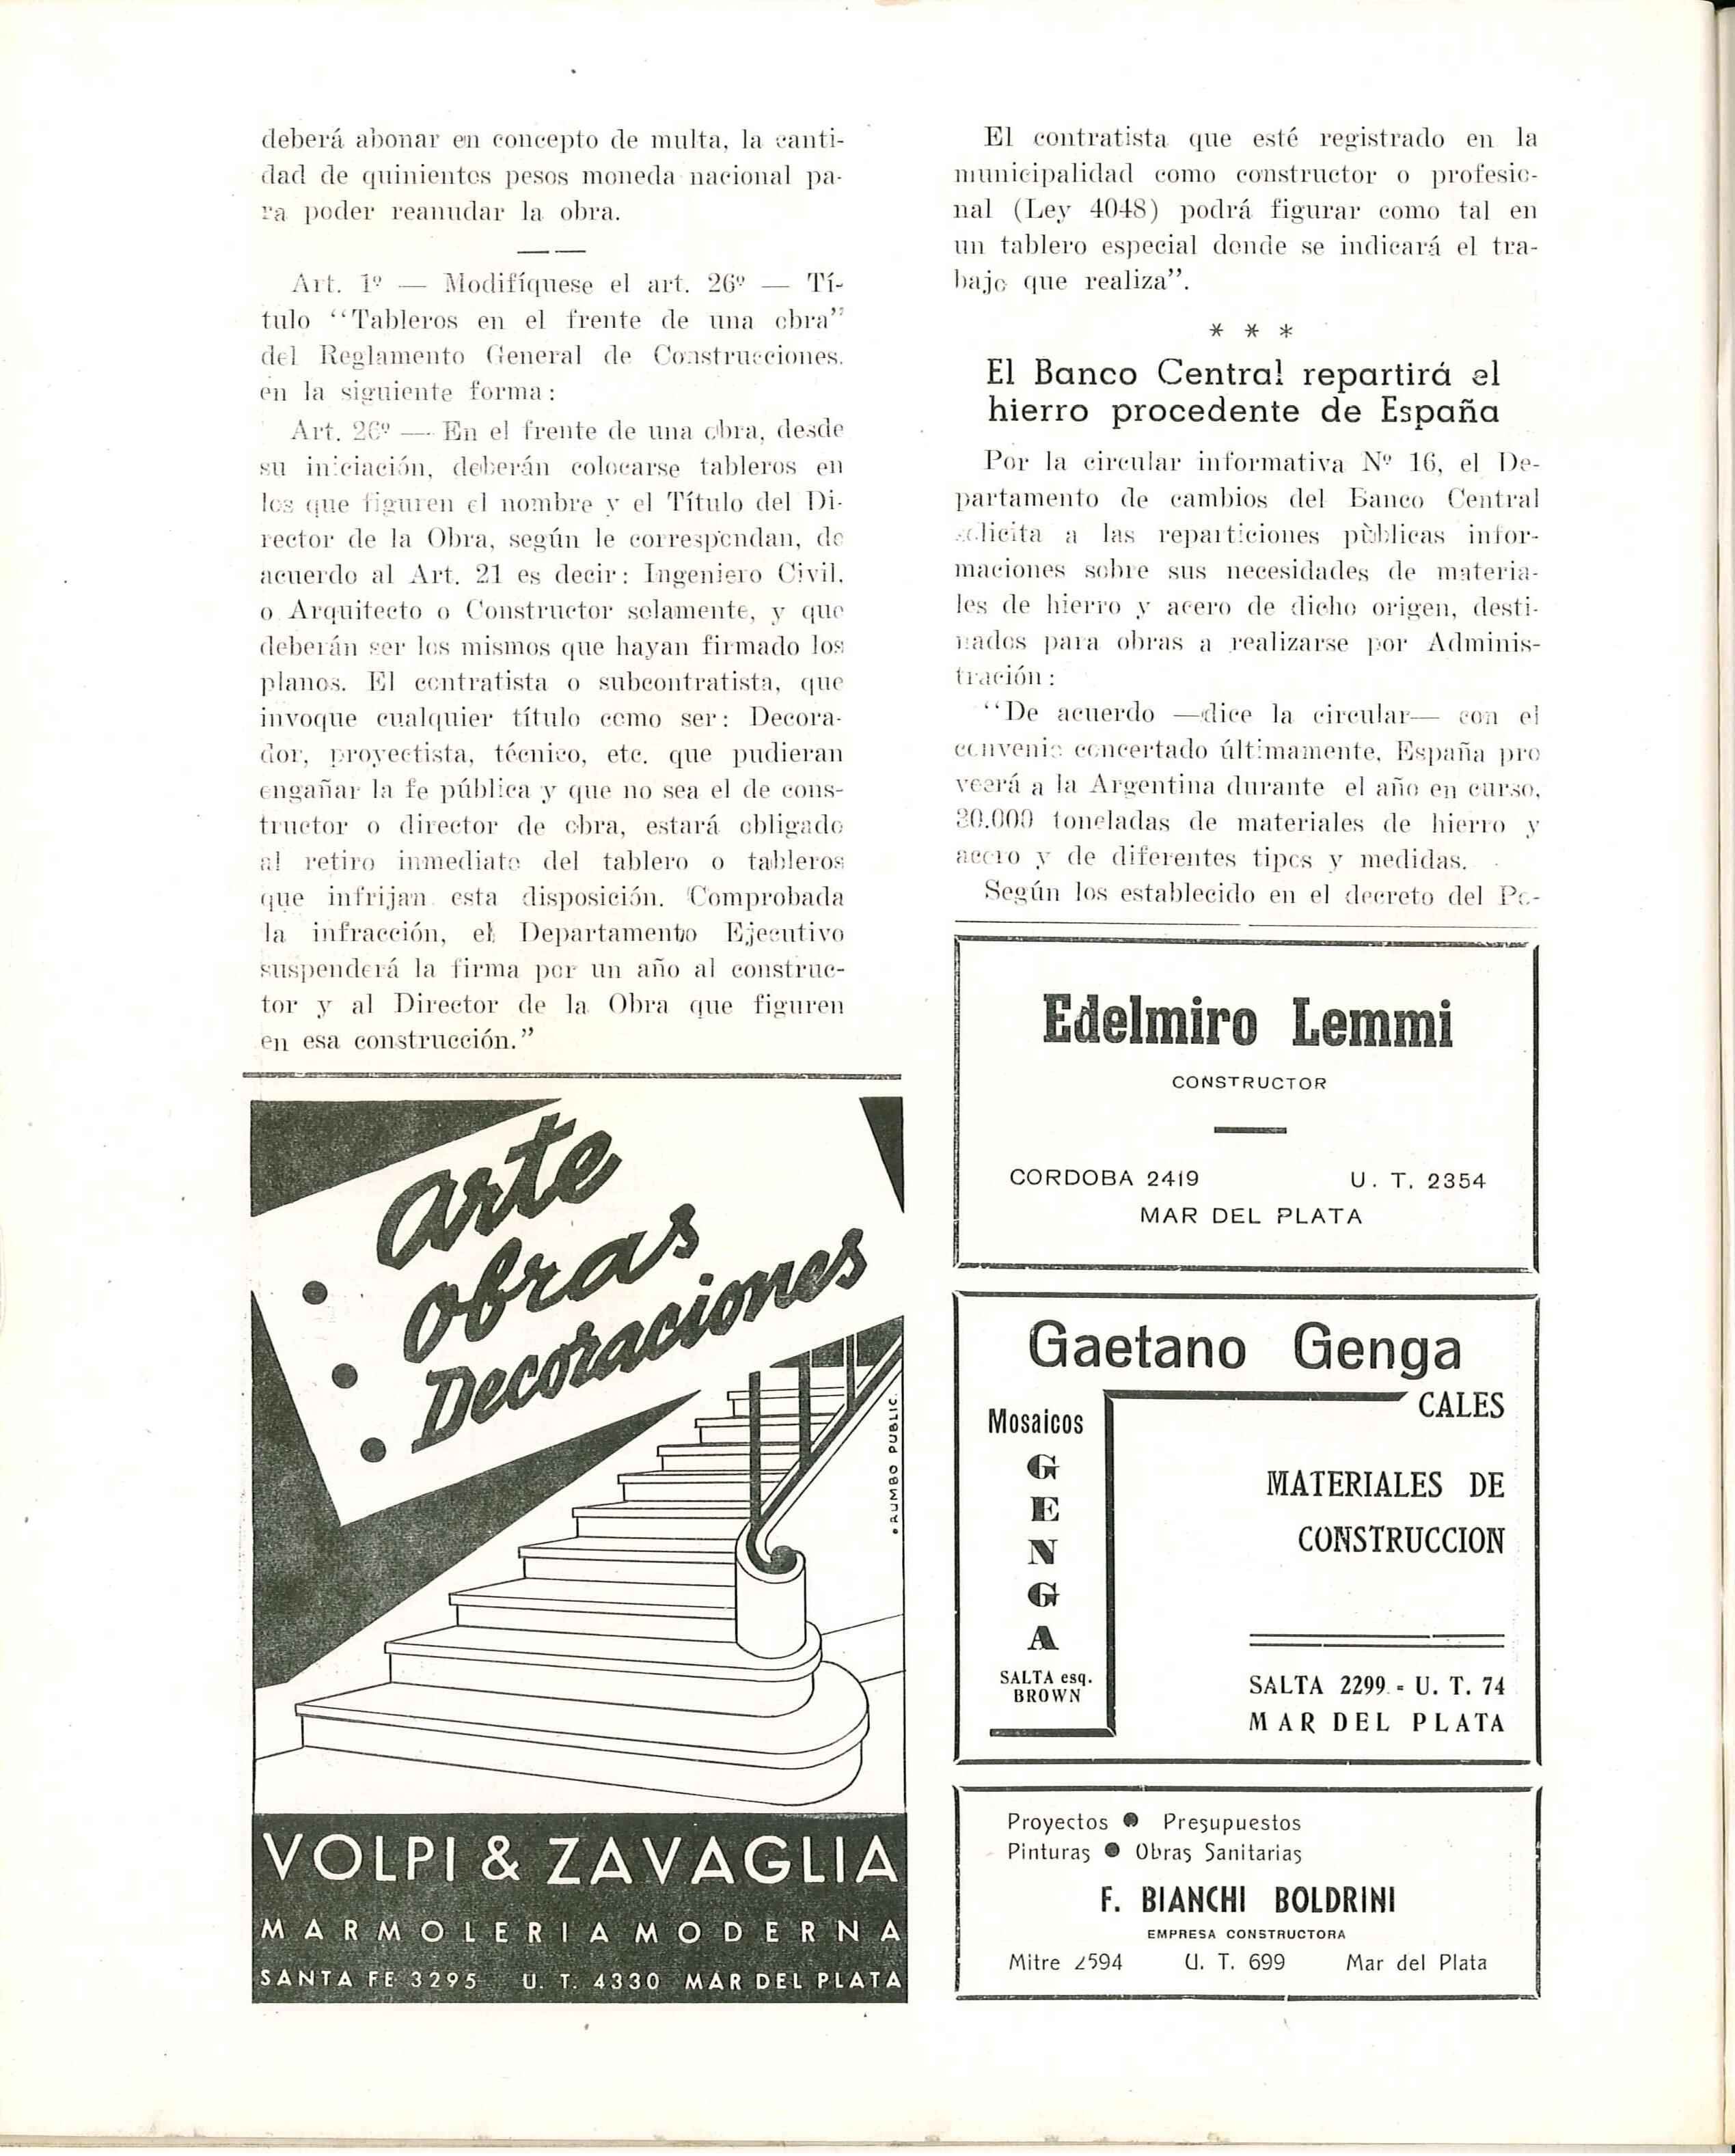 deberá abonar en concepto de multa, la canti-
dad de quinientos pesos moneda nacional pa-
ra poder reanudar la obra.
Art. 1º — Modifíquese el art. 26º — Tí-
tulo “Tableros en el frente de una obra”
del Reglamento General de Construcciones.
en la siguiente forma:
Art. 26º — En el frente de una obra, desde
su iniciación, deberán colocarse tableros en
los que figuren el nombre y el Título del Di-
rector de la Obra, según le correspondan, de
acuerdo al Art. 21 es decir: Ingeniero Civil,
o Arquitecto o Constructor solamente, y que
deberán ser los mismos que hayan firmado los
planos. El contratista o subcontratista, que
invoque cualquier título como ser: Decora-
dor, proyectista, técnico, etc. que pudieran
engañar la fe pública y que no sea el de cons-
tructor o director de obra, estará obligado
al retiro inmediato del tablero o tableros
que infrijan esta disposición. Comprobada
la infracción, el Departamento Ejecutivo
suspenderá la firma por un año al construc-
tor y al Director de la Obra que figuren
en esa construcción.”
Arte
obras
Decoraciones
RUMBO PUBLIC.
VOLPI & ZAVAGLIA
MARMOLERIA MODERNA
SANTA FE 3295 U. T. 4330 MAR DEL PLATA
El contratista que esté registrado en la
municipalidad como constructor o profesio-
nal (Ley 4048) podrá figurar como tal en
un tablero especial donde se indicará el tra-
bajo que realiza”.
* * *
El Banco Central repartirá el
hierro procedente de España
Por la circular informativa Nº 16, el De-
partamento de cambios del Banco Central
solicita a las reparticiones pùblicas infor-
maciones sobre sus necesidades de materia-
les de hierro y acero de dicho origen, desti-
nados para obras a realizarse por Adminis-
tración:
“De acuerdo —dice la circular— con el
convenio concertado últimamente, España pro
veerá a la Argentina durante el año en curso,
20.000 toneladas de materiales de hierro y
acero y de diferentes tipos y medidas.
Según los establecido en el decreto del Po-
Edelmiro Lemmi
CONSTRUCTOR
CORDOBA 2419 U. T. 2354
MAR DEL PLATA
Gaetano Genga
CALES
Mosaicos
G
E
N
G
A
SALTA esq.
BROWN
MATERIALES DE
CONSTRUCCION
SALTA 2299 - U. T. 74
MAR DEL PLATA
Proyectos ● Presupuestos
Pinturas ● Obras Sanitarias
F. BIANCHI BOLDRINI
EMPRESA CONSTRUCTORA
Mitre 2594 U. T. 699 Mar del Plata